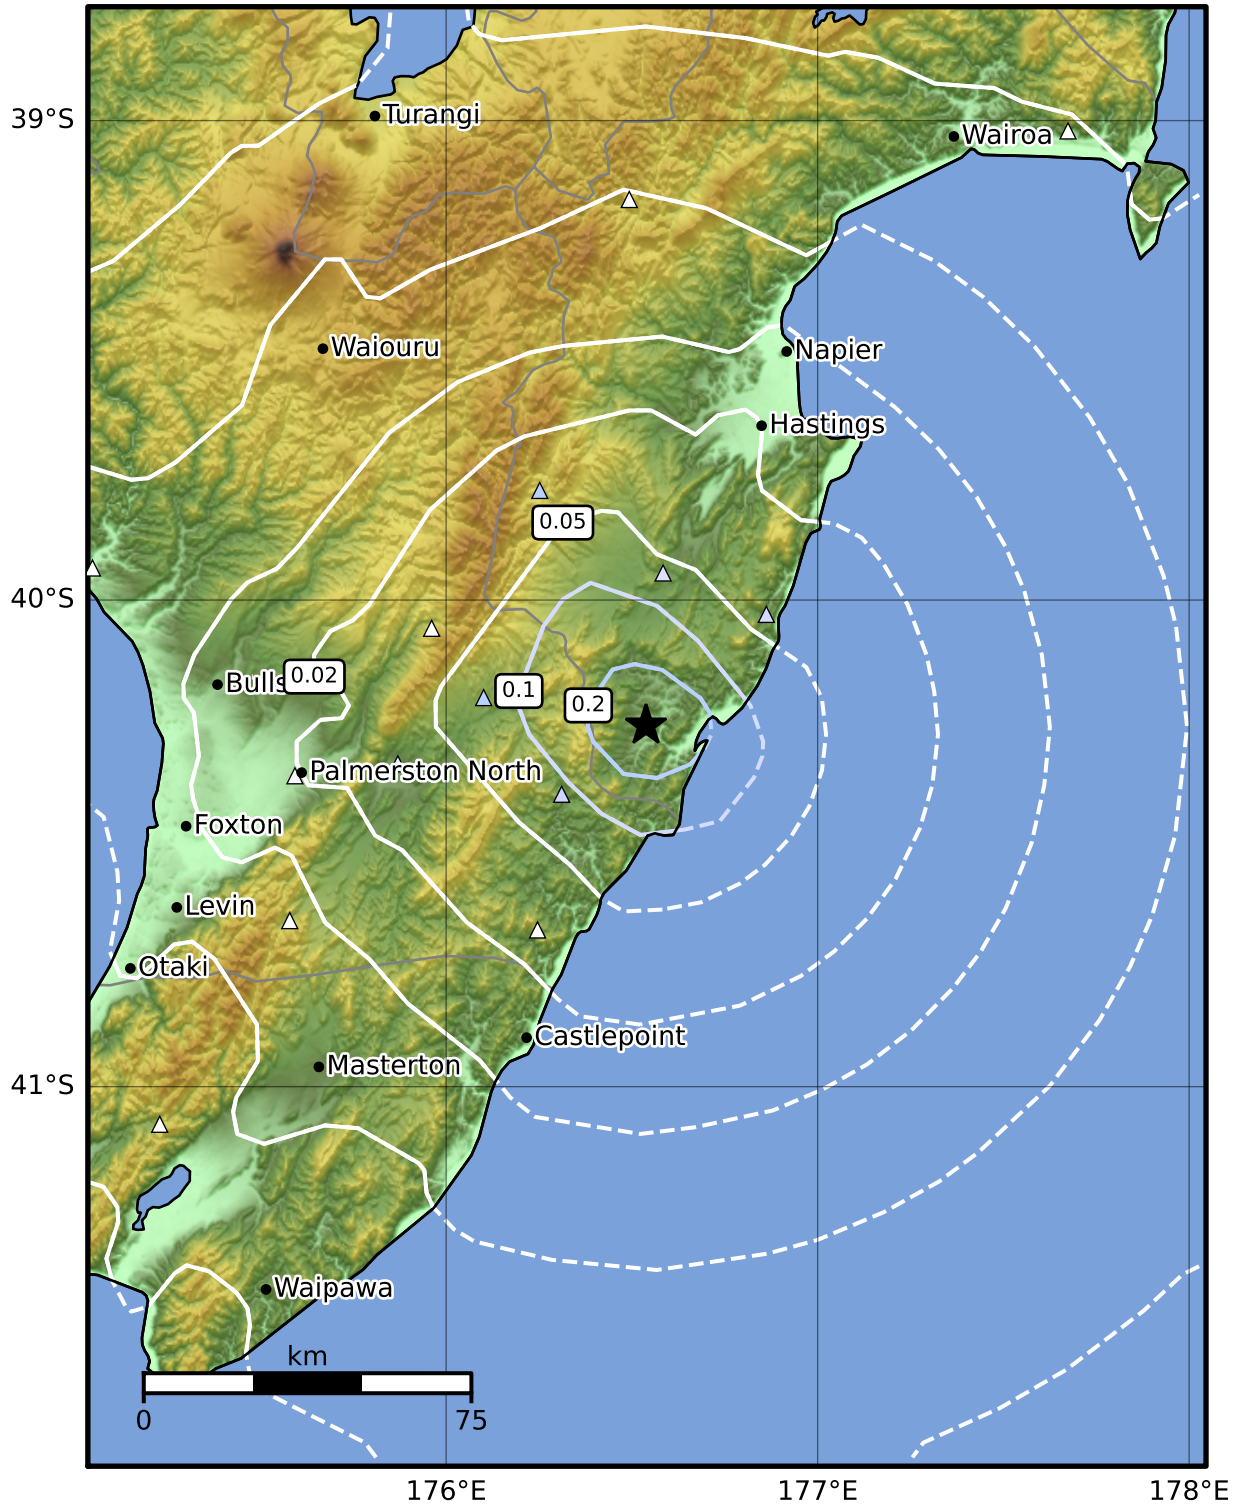 39°S
Turangi
Wairoa
Waiouru
Napier
Hastings
0.05
40°S
Bulls
0.02
0.1
0.2
Palmerston North
Foxton
Levin
Otaki
Castlepoint
Masterton
41°S
Waipawa
km
0
75
176°E
177°E
178°E